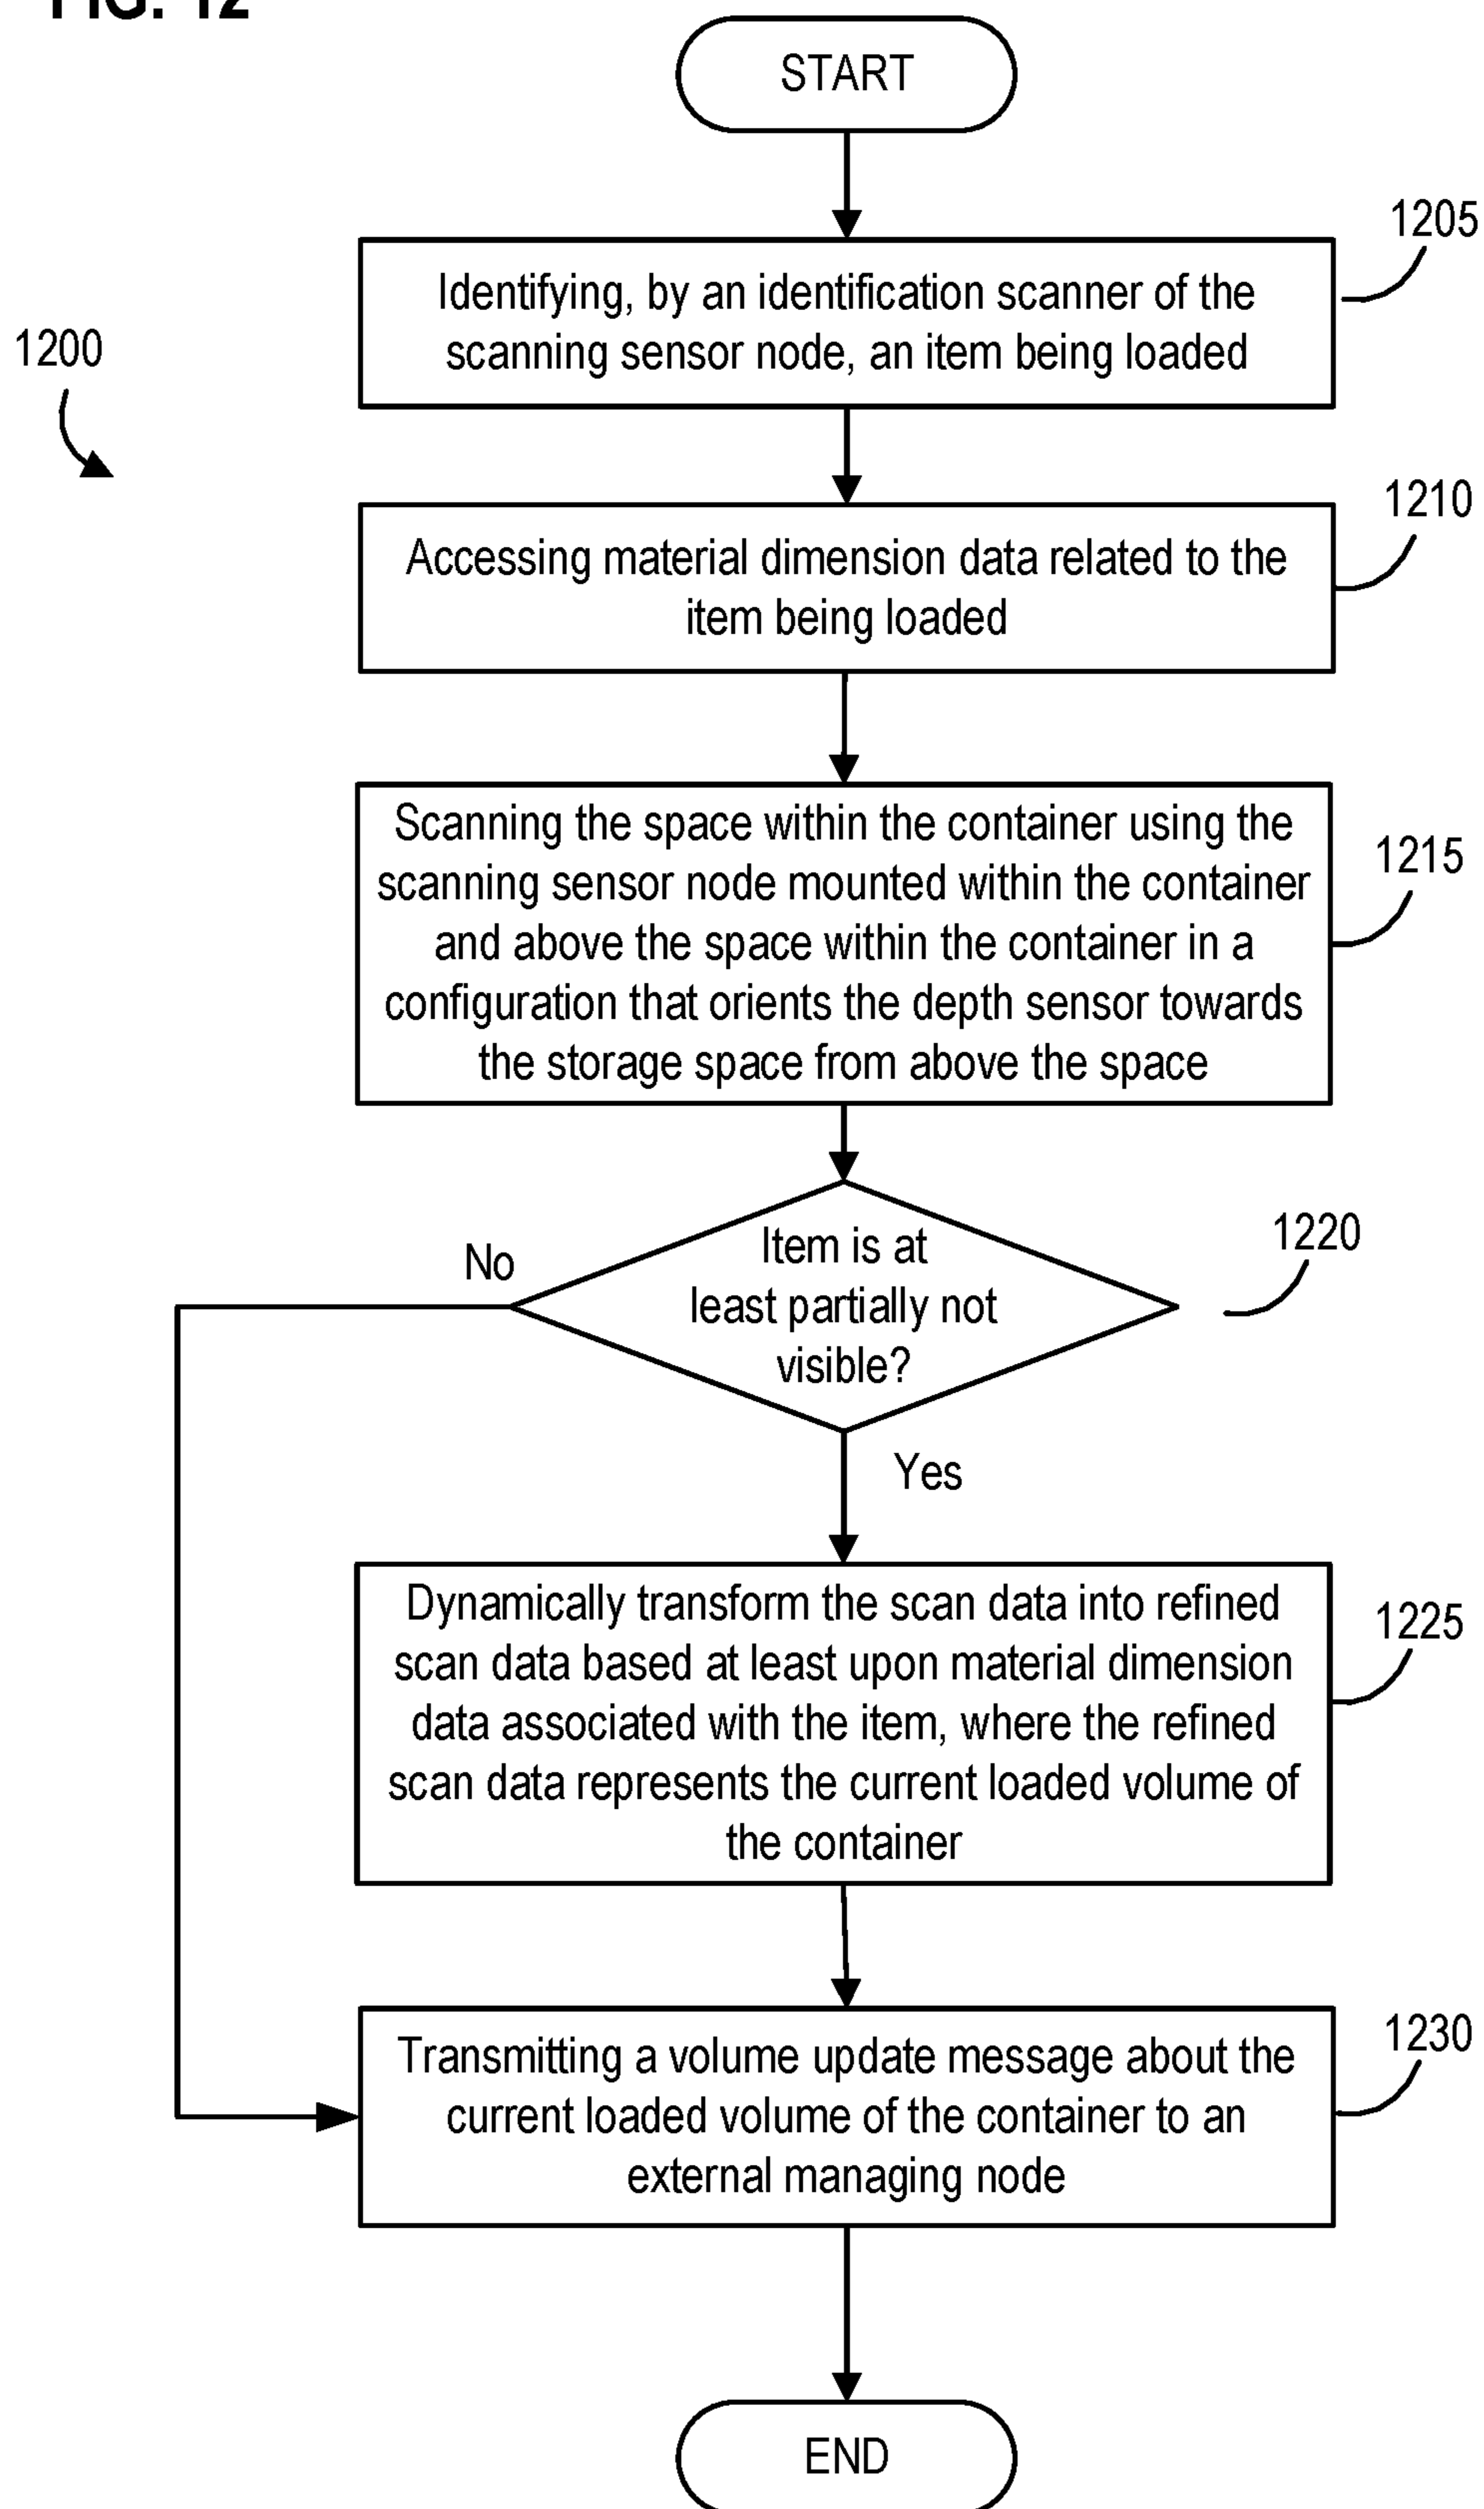 FIG. 12
START
1205
Identifying, by an identification scanner of the
scanning sensor node, an item being loaded
1200
1210
Accessing material dimension data related to the
item being loaded
Scanning the space within the container using the
scanning sensor node mounted within the container
and above the space within the container in a
configuration that orients the depth sensor towards
the storage space from above the space
1215
Item is at
least partially not
visible?
No
1220
Yes
Dynamically transform the scan data into refined
scan data based at least upon material dimension
data associated with the item, where the refined
scan data represents the current loaded volume of
the container
1225
Transmitting a volume update message about the
current loaded volume of the container to an
external managing node
1230
END